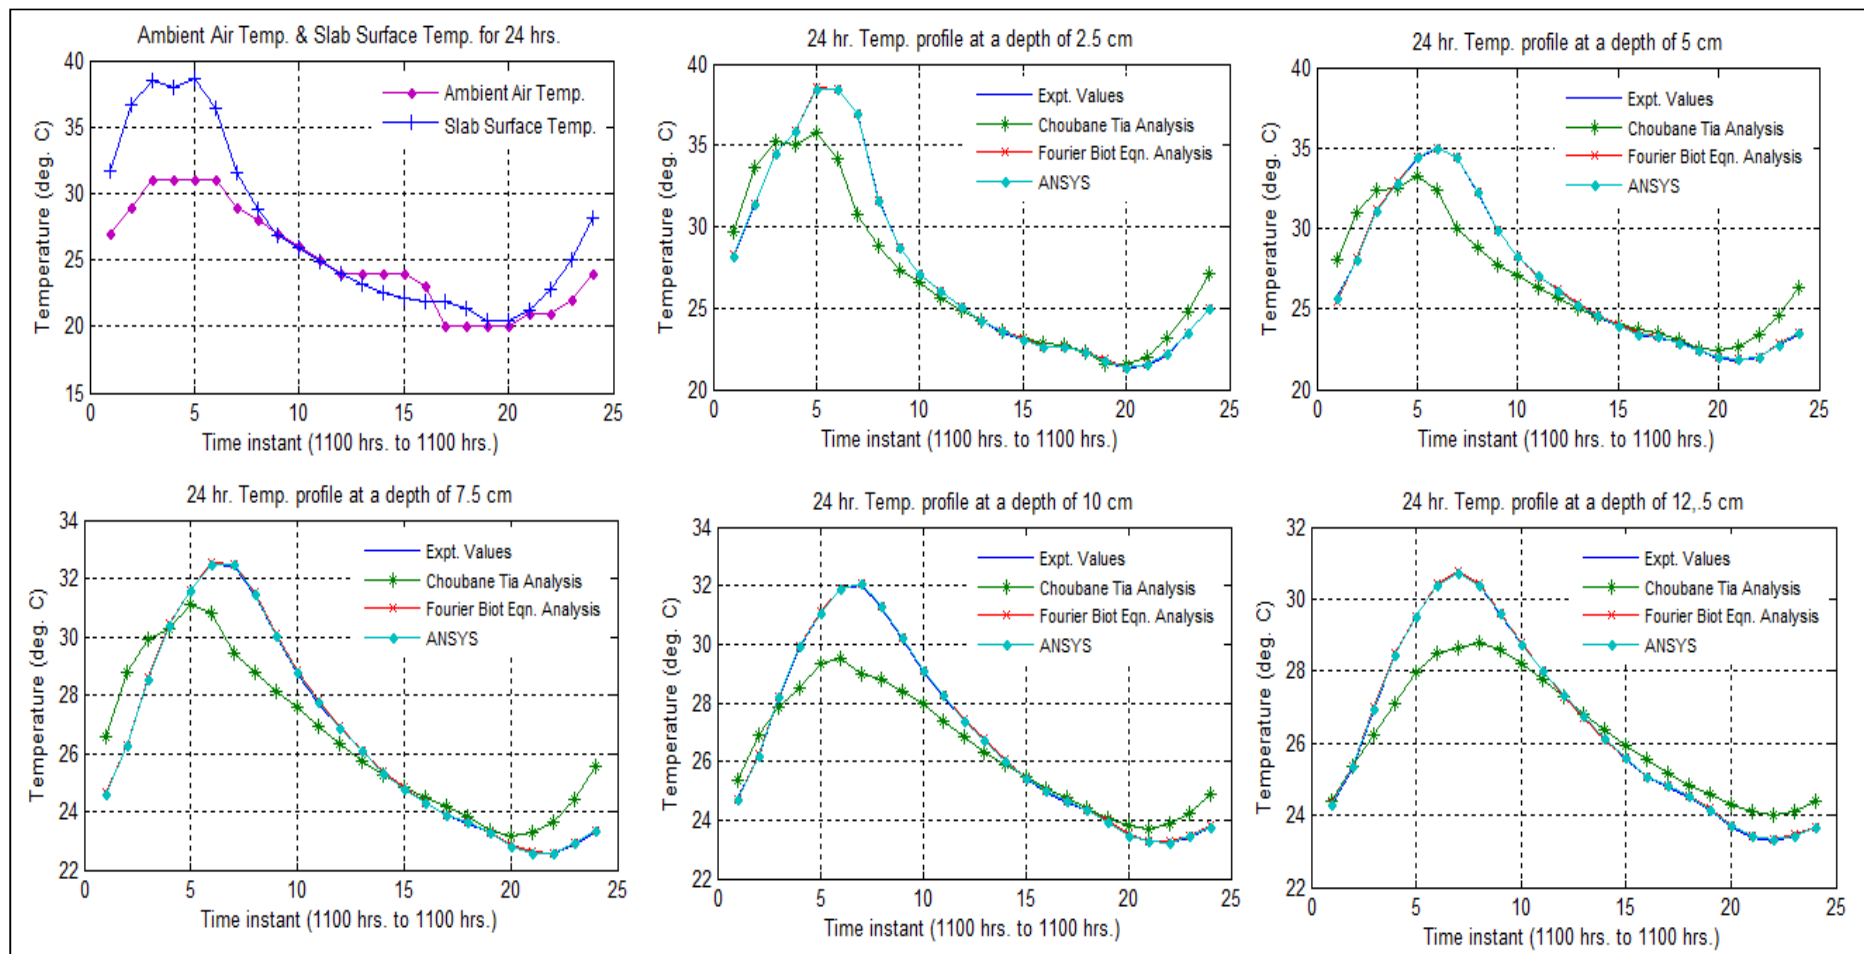 Ambient Air Temp. & Slab Surface Temp. for 24 hrs.
40
35
30
25
20
15
0
5
10
15
20
25
Temperature (deg. C)
Time instant (1100 hrs. to 1100 hrs.)
Ambient Air Temp.
Slab Surface Temp.
24 hr. Temp. profile at a depth of 2.5 cm
40
35
30
25
20
0
5
10
15
20
25
Temperature (deg. C)
Time instant (1100 hrs. to 1100 hrs.)
Expt. Values
Choubane Tia Analysis
Fourier Biot Eqn. Analysis
ANSYS
24 hr. Temp. profile at a depth of 5 cm
40
35
30
25
20
0
5
10
15
20
25
Temperature (deg. C)
Time instant (1100 hrs. to 1100 hrs.)
Expt. Values
Choubane Tia Analysis
Fourier Biot Eqn. Analysis
ANSYS
24 hr. Temp. profile at a depth of 7.5 cm
34
32
30
28
26
24
22
0
5
10
15
20
25
Temperature (deg. C)
Time instant (1100 hrs. to 1100 hrs.)
Expt. Values
Choubane Tia Analysis
Fourier Biot Eqn. Analysis
ANSYS
24 hr. Temp. profile at a depth of 10 cm
34
32
30
28
26
24
22
0
5
10
15
20
25
Temperature (deg. C)
Time instant (1100 hrs. to 1100 hrs.)
Expt. Values
Choubane Tia Analysis
Fourier Biot Eqn. Analysis
ANSYS
24 hr. Temp. profile at a depth of 12,.5 cm
32
30
28
26
24
22
0
5
10
15
20
25
Temperature (deg. C)
Time instant (1100 hrs. to 1100 hrs.)
Expt. Values
Choubane Tia Analysis
Fourier Biot Eqn. Analysis
ANSYS